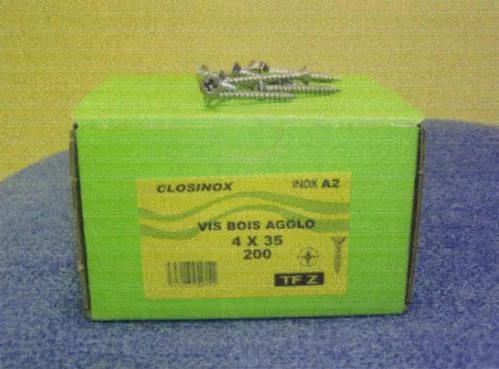 CLOSINOX INOX A2
VIS BOIS AGGLO
4 X 35
200
TF Z